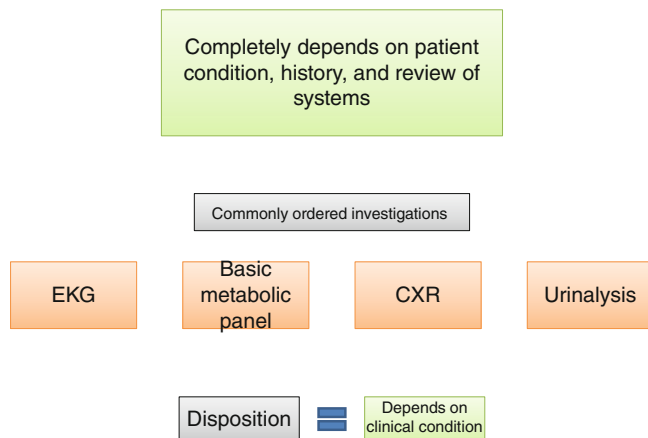 Completely depends on patient
condition, history, and review of
systems
Commonly ordered investigations
EKG
Basic
metabolic
panel
CXR
Urinalysis
Disposition
Depends on
clinical condition